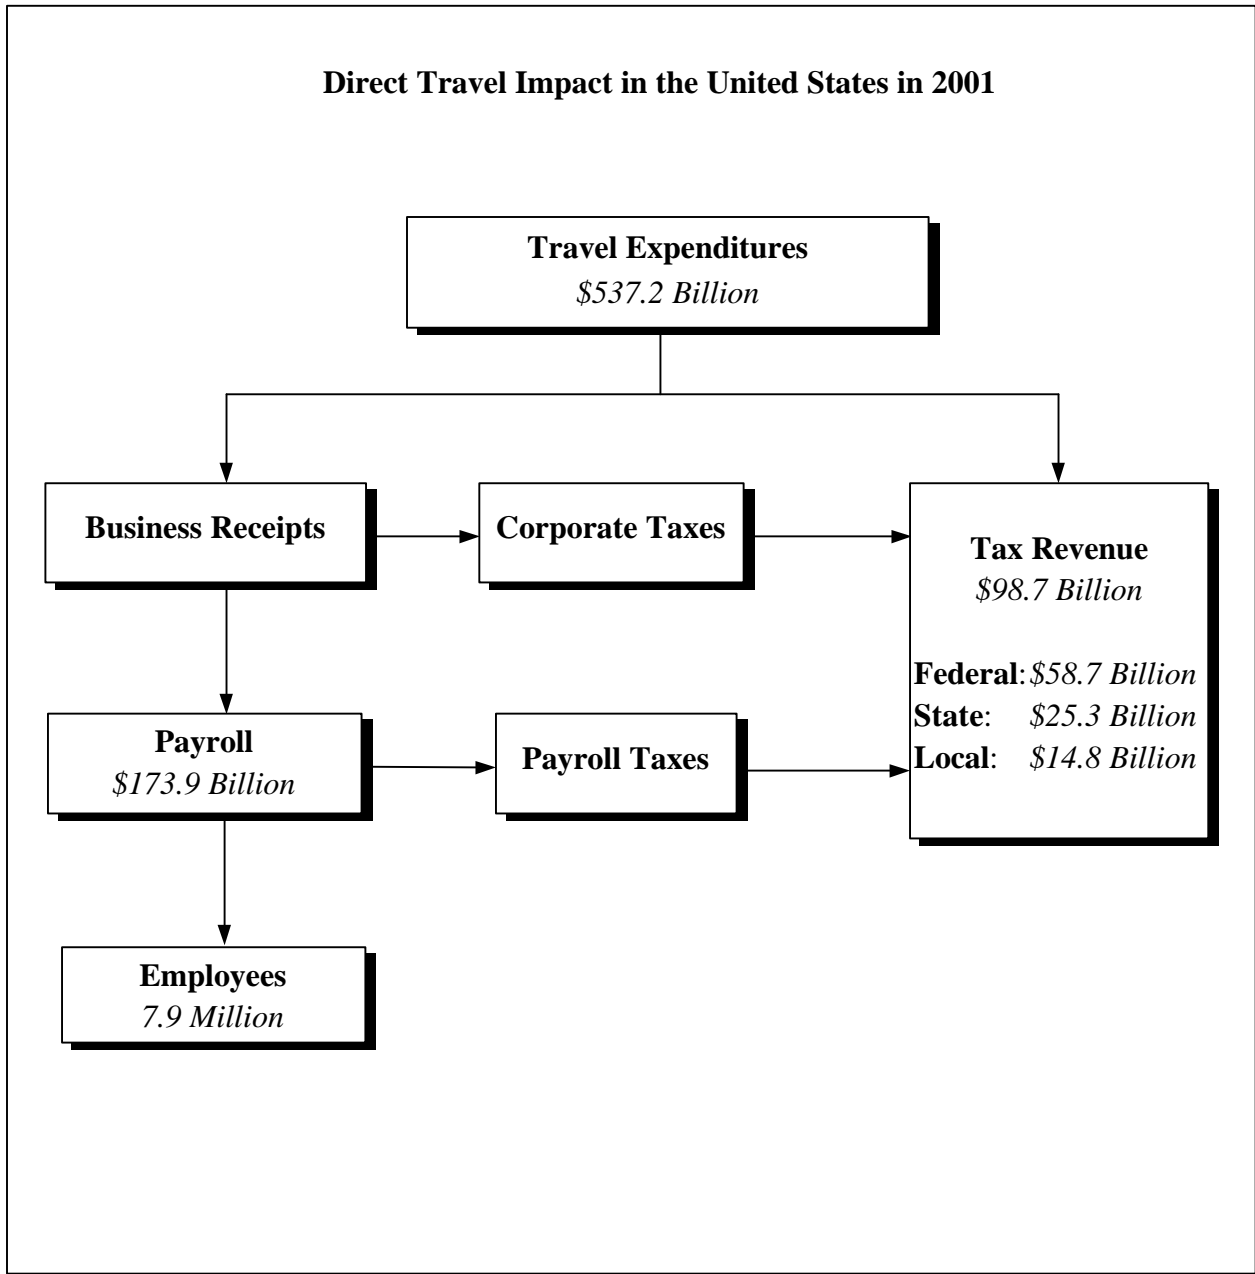 Direct Travel Impact in the United States in 2001
Travel Expenditures
$537.2 Billion
Business Receipts
Corporate Taxes
Tax Revenue
$98.7 Billion
Federal: $58.7 Billion
State: $25.3 Billion
Local: $14.8 Billion
Payroll
$173.9 Billion
Payroll Taxes
Employees
7.9 Million